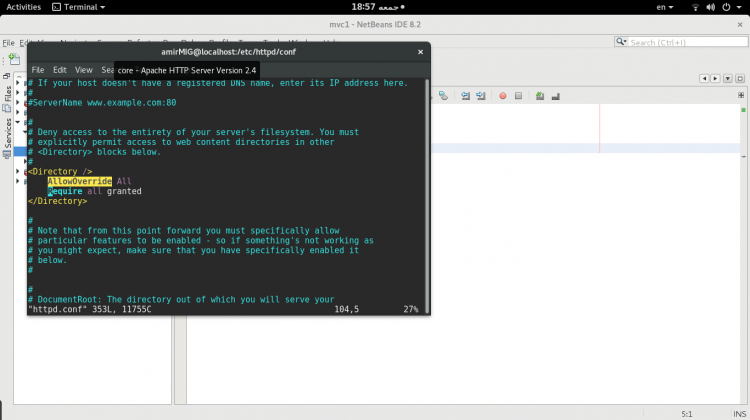 Activities
Terminal
18:57 جمعه
en
mvc1 - NetBeans IDE 8.2
File
Search (Ctrl+I)
Files
Services
amirMIG@localhost:/etc/httpd/conf
File Edit View
core - Apache HTTP Server Version 2.4
# If your host doesn't have a registered DNS name, enter its IP address here.
#
#ServerName www.example.com:80
#
# Deny access to the entirety of your server's filesystem. You must
# explicitly permit access to web content directories in other
# <Directory> blocks below.
#
<Directory />
AllowOverride All
Require all granted
</Directory>
#
# Note that from this point forward you must specifically allow
# particular features to be enabled - so if something's not working as
# you might expect, make sure that you have specifically enabled it
# below.
#
#
# DocumentRoot: The directory out of which you will serve your
"httpd.conf" 353L, 11755C 104,5 27%
5:1 INS